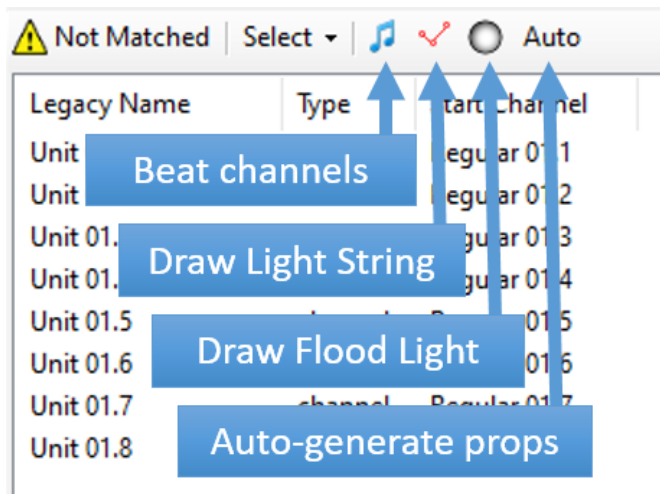 Not Matched Select Auto
Legacy Name Type Start Channel
Unit Regular 01.1
Beat channels
Unit Regular 01.2
Unit 01. Regular 01.3
Draw Light String
Unit 01. Regular 01.4
Unit 01.5 01.5
Draw Flood Light
Unit 01.6 01.6
Unit 01.7 channel Regular 01.7
Auto-generate props
Unit 01.8